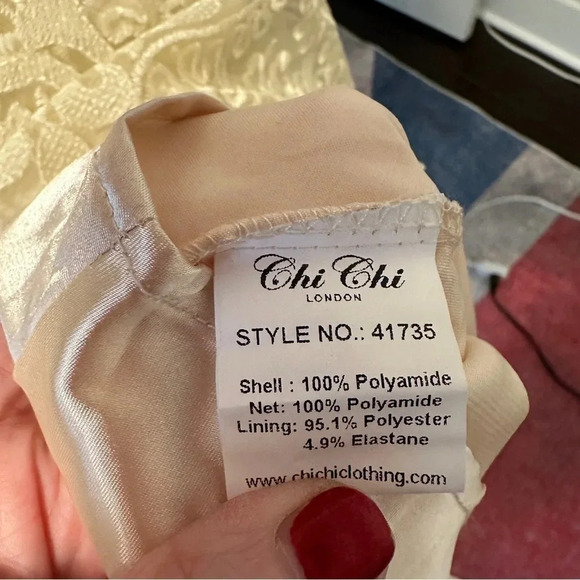 Chi Chi
LONDON
STYLE NO.: 41735
Shell : 100% Polyamide
Net: 100% Polyamide
Lining: 95.1% Polyester
4.9% Elastane
www.chichiclothing.com